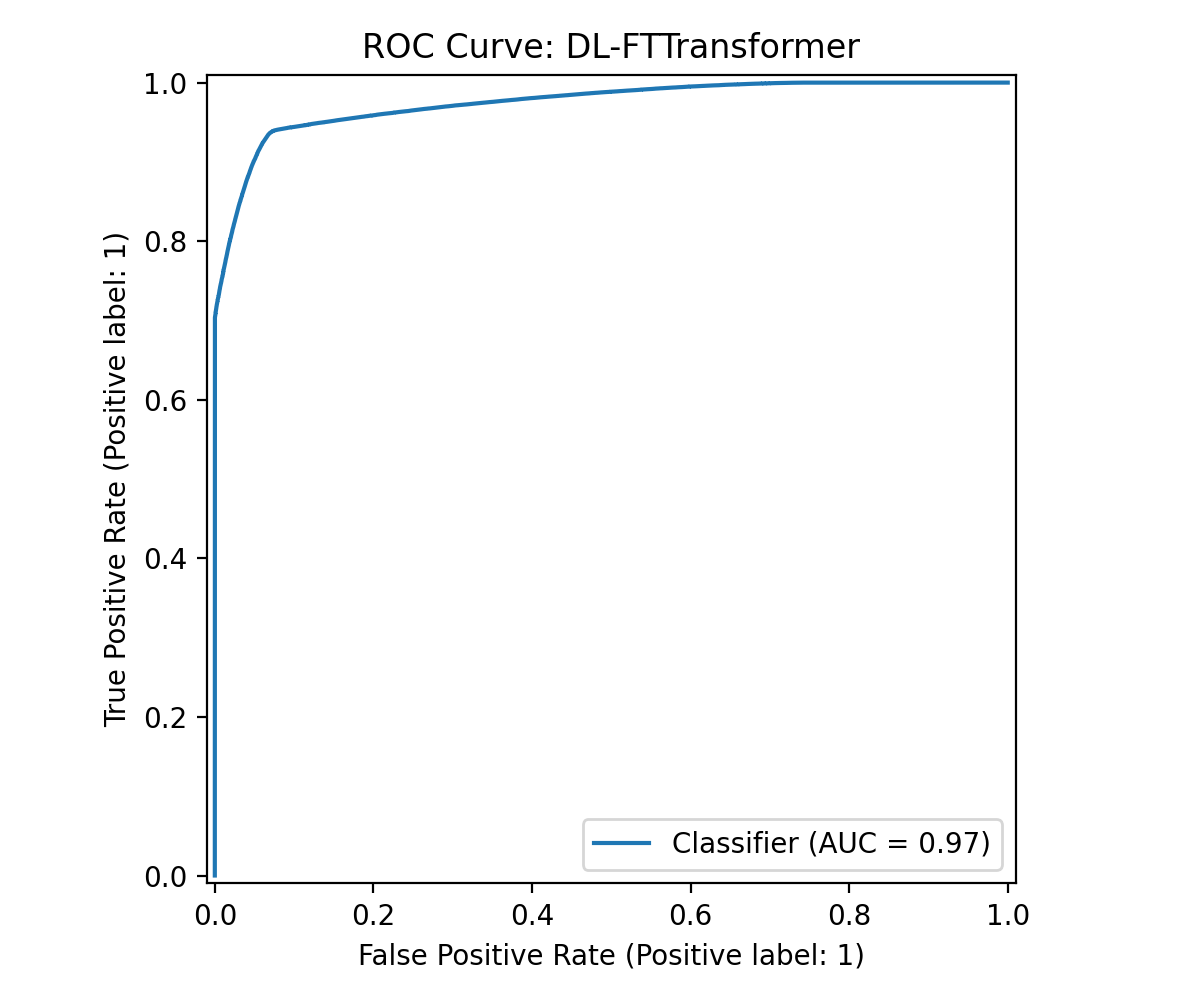 ROC Curve: DL-FTTransformer
1.0
0.8
0.6
0.4
0.2
0.0
True Positive Rate (Positive label: 1)
Classifier (AUC = 0.97)
0.0 0.2 0.4 0.6 0.8 1.0
False Positive Rate (Positive label: 1)